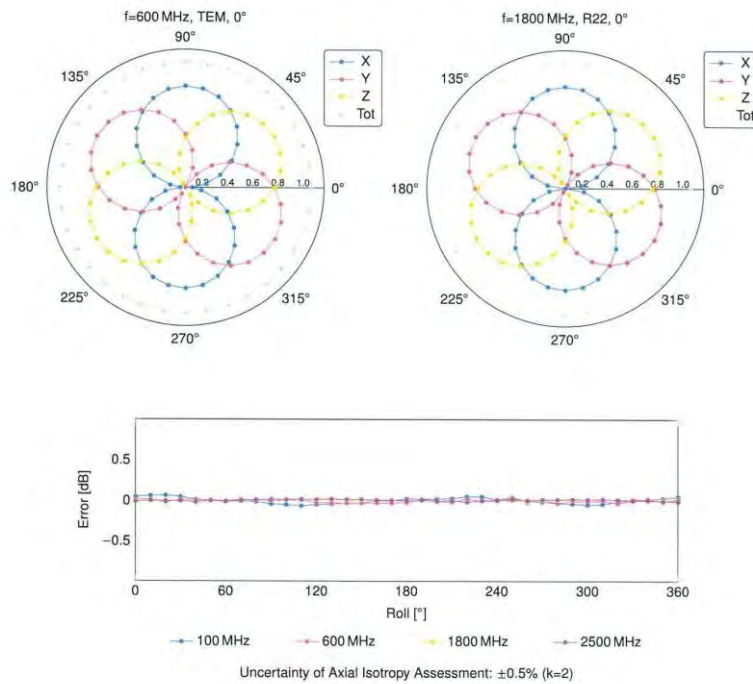 f=600 MHz, TEM, 0°
90°
135°
45°
X
Y
Z
Tot
180°
0.2 0.4 0.6 0.8 1.0
0°
225°
315°
270°
f=1800 MHz, R22, 0°
90°
135°
45°
X
Y
Z
Tot
180°
0.2 0.4 0.6 0.8 1.0
0°
225°
315°
270°
Error [dB]
0.5
0
−0.5
0 60 120 180 240 300 360
Roll [°]
100 MHz 600 MHz 1800 MHz 2500 MHz
Uncertainty of Axial Isotropy Assessment: ±0.5% (k=2)